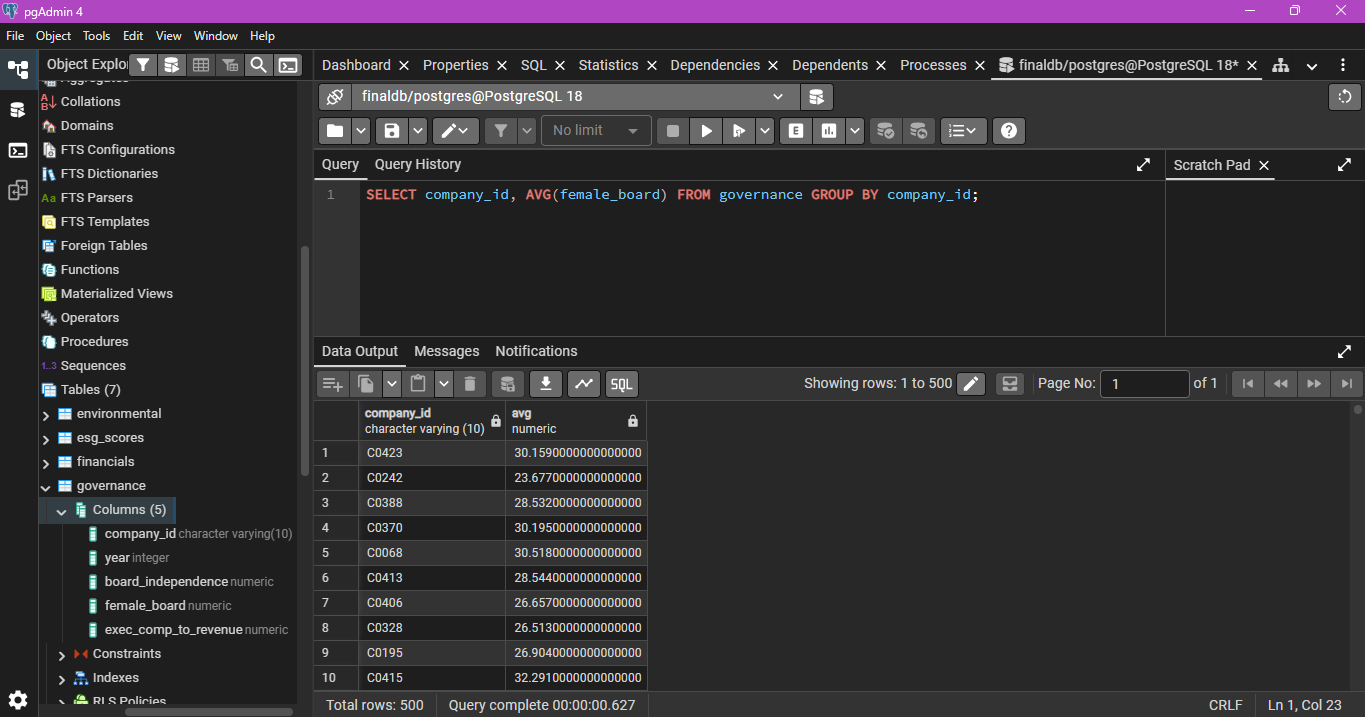 pgAdmin 4
File Object Tools Edit View Window Help
Object Explo
Dashboard Properties SQL Statistics Dependencies Dependents Processes finaldb/postgres@PostgreSQL 18*
finaldb/postgres@PostgreSQL 18
No limit
E
Query Query History
Scratch Pad
1 SELECT company_id, AVG(female_board) FROM governance GROUP BY company_id;
Aggregates
Collations
Domains
FTS Configurations
FTS Dictionaries
Aa FTS Parsers
FTS Templates
Foreign Tables
Functions
Materialized Views
Operators
Procedures
1..3 Sequences
Tables (7)
environmental
esg_scores
financials
governance
Columns (5)
company_id character varying(10)
year integer
board_independence numeric
female_board numeric
exec_comp_to_revenue numeric
Constraints
Indexes
RLS Policies
Data Output Messages Notifications
SQL
Showing rows: 1 to 500
Page No: 1 of 1
company_id avg
character varying (10) numeric
1 C0423 30.1590000000000000
2 C0242 23.6770000000000000
3 C0388 28.5320000000000000
4 C0370 30.1950000000000000
5 C0068 30.5180000000000000
6 C0413 28.5440000000000000
7 C0406 26.6570000000000000
8 C0328 26.5130000000000000
9 C0195 26.9040000000000000
10 C0415 32.2910000000000000
Total rows: 500 Query complete 00:00:00.627
CRLF Ln 1, Col 23